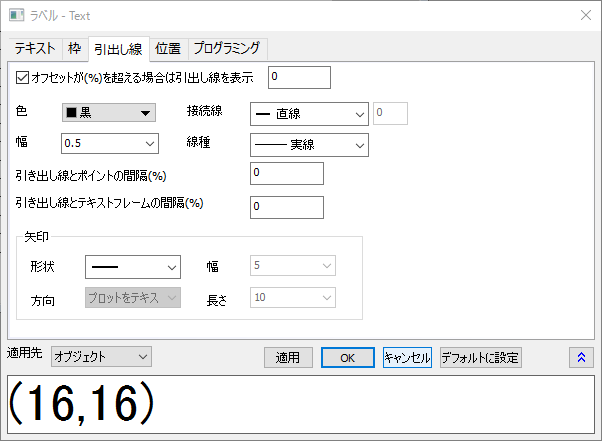 ラベル - Text
テキスト 枠 引出し線 位置 プログラミング
オフセットが(%)を超える場合は引出し線を表示 0
色 黒 接続線 直線 0
幅 0.5 線種 実線
引き出し線とポイントの間隔(%) 0
引き出し線とテキストフレームの間隔(%) 0
矢印
形状 幅 5
方向 プロットをテキス 長さ 10
適用先 オブジェクト 適用 OK キャンセル デフォルトに設定
(16,16)